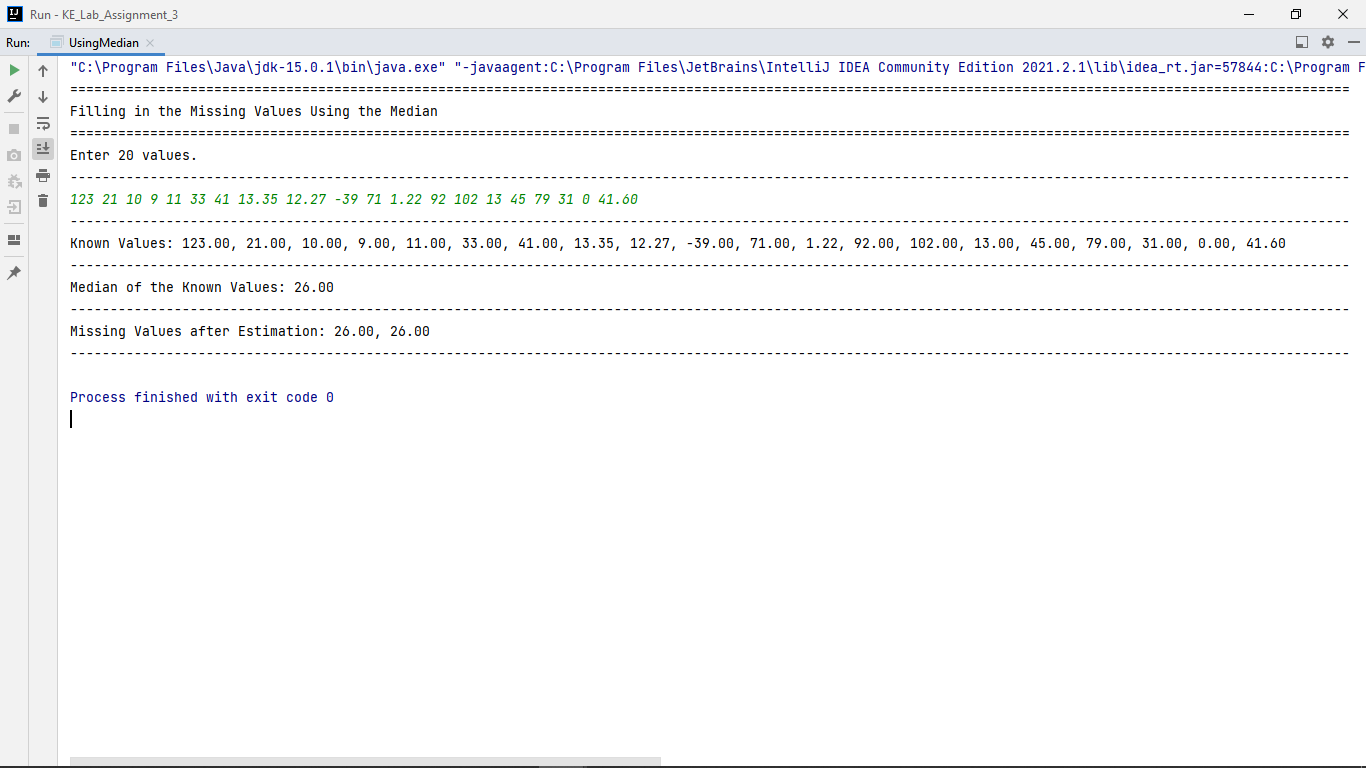 Run - KE_Lab_Assignment_3
Run: UsingMedian
"C:\Program Files\Java\jdk-15.0.1\bin\java.exe" "-javaagent:C:\Program Files\JetBrains\IntelliJ IDEA Community Edition 2021.2.1\lib\idea_rt.jar=57844:C:\Program F
================================================================================================================================================================
Filling in the Missing Values Using the Median
================================================================================================================================================================
Enter 20 values.
----------------------------------------------------------------------------------------------------------------------------------------------------------------
123 21 10 9 11 33 41 13.35 12.27 -39 71 1.22 92 102 13 45 79 31 0 41.60
----------------------------------------------------------------------------------------------------------------------------------------------------------------
Known Values: 123.00, 21.00, 10.00, 9.00, 11.00, 33.00, 41.00, 13.35, 12.27, -39.00, 71.00, 1.22, 92.00, 102.00, 13.00, 45.00, 79.00, 31.00, 0.00, 41.60
----------------------------------------------------------------------------------------------------------------------------------------------------------------
Median of the Known Values: 26.00
----------------------------------------------------------------------------------------------------------------------------------------------------------------
Missing Values after Estimation: 26.00, 26.00
----------------------------------------------------------------------------------------------------------------------------------------------------------------
Process finished with exit code 0